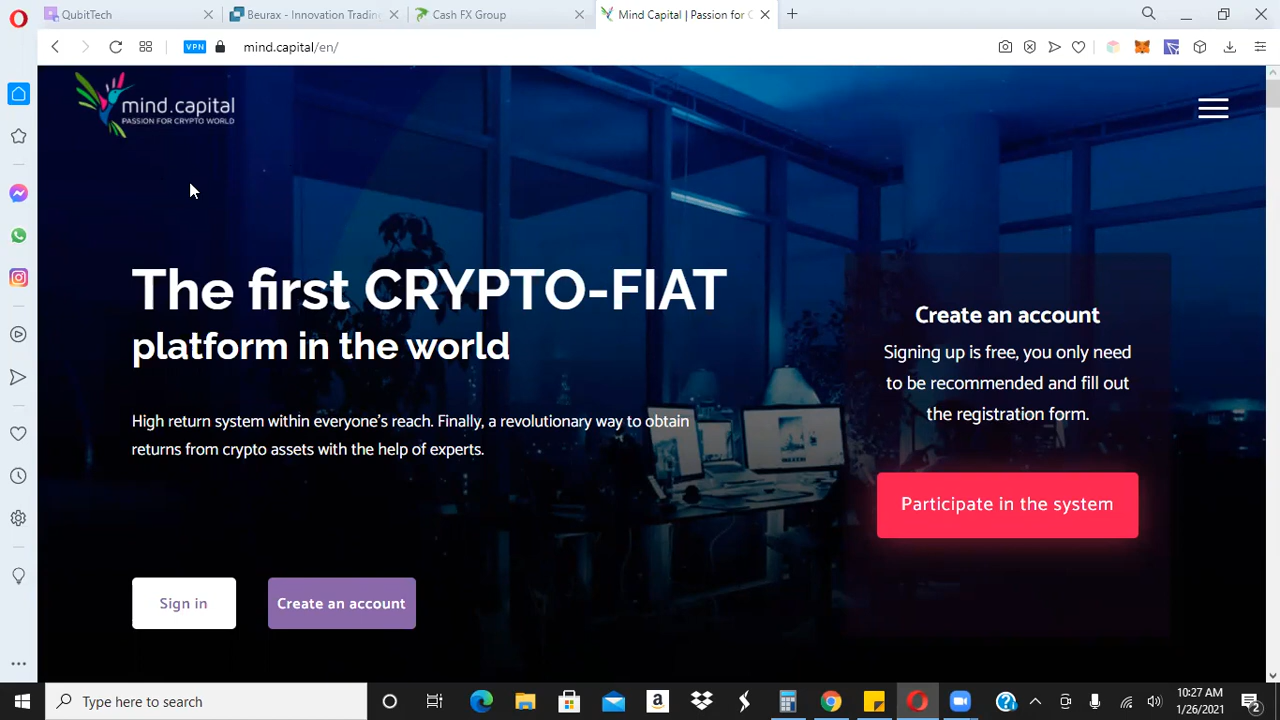 QubitTech
Beurax - Innovation Trading
Cash FX Group
Mind Capital | Passion for C
VPN
mind.capital/en/
mind.capital
PASSION FOR CRYPTO WORLD
The first CRYPTO-FIAT
platform in the world
High return system within everyone's reach. Finally, a revolutionary way to obtain
returns from crypto assets with the help of experts.
Sign in
Create an account
Create an account
Signing up is free, you only need
to be recommended and fill out
the registration form.
Participate in the system
Type here to search
10:27 AM
1/26/2021
2